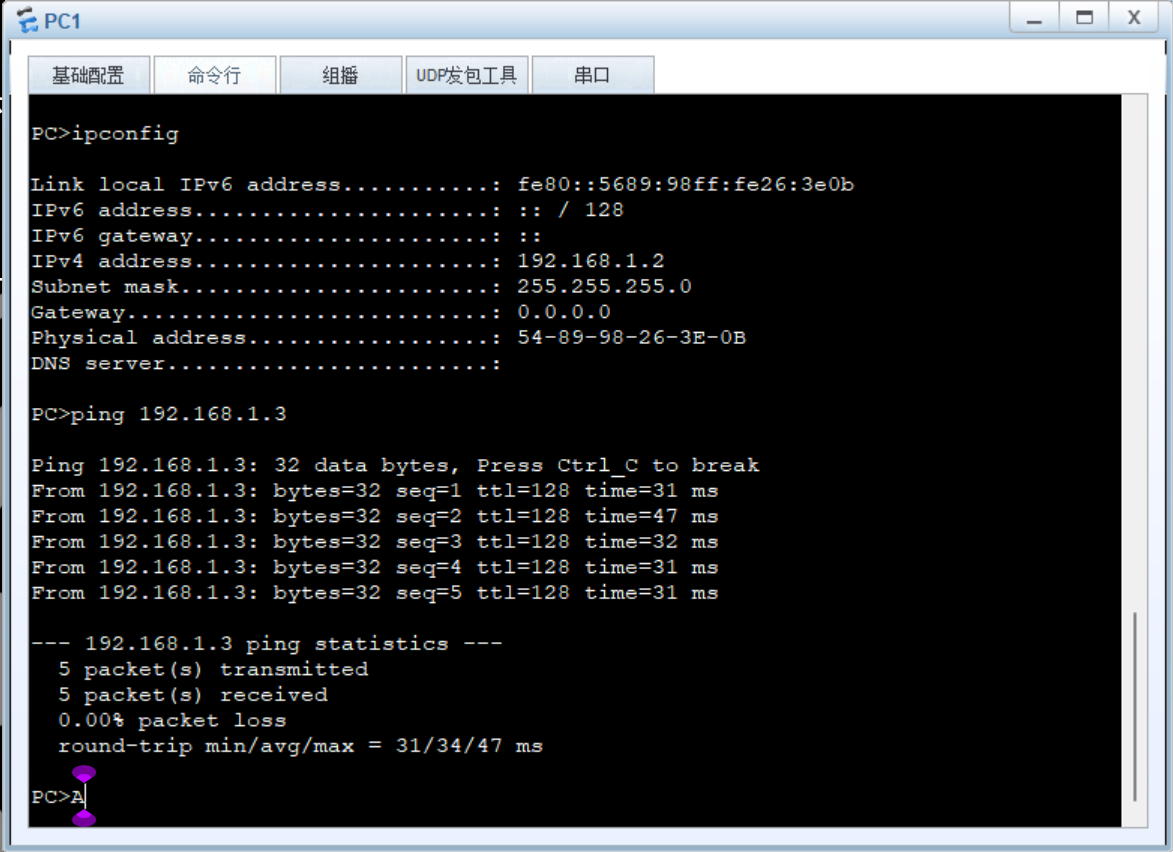 PC1
基础配置 命令行 组播 UDP发包工具 串口
PC>ipconfig
Link local IPv6 address...........: fe80::5689:98ff:fe26:3e0b
IPv6 address......................: :: / 128
IPv6 gateway......................: ::
IPv4 address......................: 192.168.1.2
Subnet mask.......................: 255.255.255.0
Gateway...........................: 0.0.0.0
Physical address..................: 54-89-98-26-3E-0B
DNS server........................:
PC>ping 192.168.1.3
Ping 192.168.1.3: 32 data bytes, Press Ctrl_C to break
From 192.168.1.3: bytes=32 seq=1 ttl=128 time=31 ms
From 192.168.1.3: bytes=32 seq=2 ttl=128 time=47 ms
From 192.168.1.3: bytes=32 seq=3 ttl=128 time=32 ms
From 192.168.1.3: bytes=32 seq=4 ttl=128 time=31 ms
From 192.168.1.3: bytes=32 seq=5 ttl=128 time=31 ms
--- 192.168.1.3 ping statistics ---
5 packet(s) transmitted
5 packet(s) received
0.00% packet loss
round-trip min/avg/max = 31/34/47 ms
PC>A